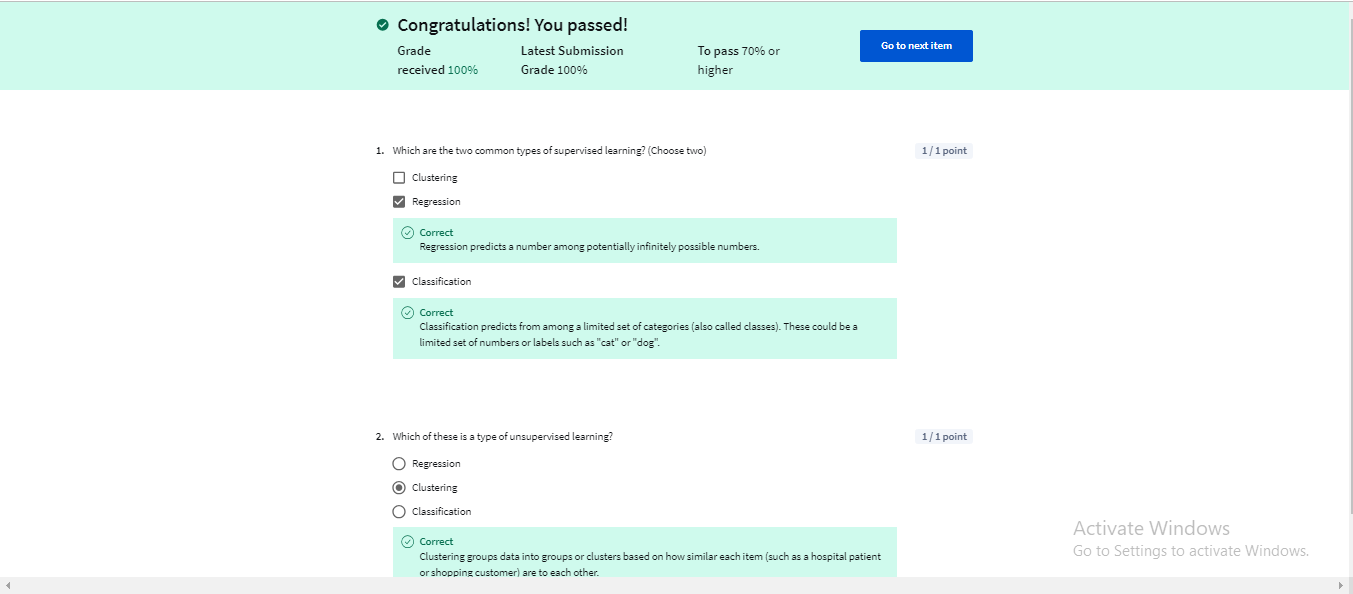 Congratulations! You passed!
Grade
received 100%
Latest Submission
Grade 100%
To pass 70% or
higher
Go to next item
1. Which are the two common types of supervised learning? (Choose two)
1 / 1 point
Clustering
Regression
Correct
Regression predicts a number among potentially infinitely possible numbers.
Classification
Correct
Classification predicts from among a limited set of categories (also called classes). These could be a
limited set of numbers or labels such as "cat" or "dog".
2. Which of these is a type of unsupervised learning?
1 / 1 point
Regression
Clustering
Classification
Correct
Clustering groups data into groups or clusters based on how similar each item (such as a hospital patient
or shopping customer) are to each other.
Activate Windows
Go to Settings to activate Windows.